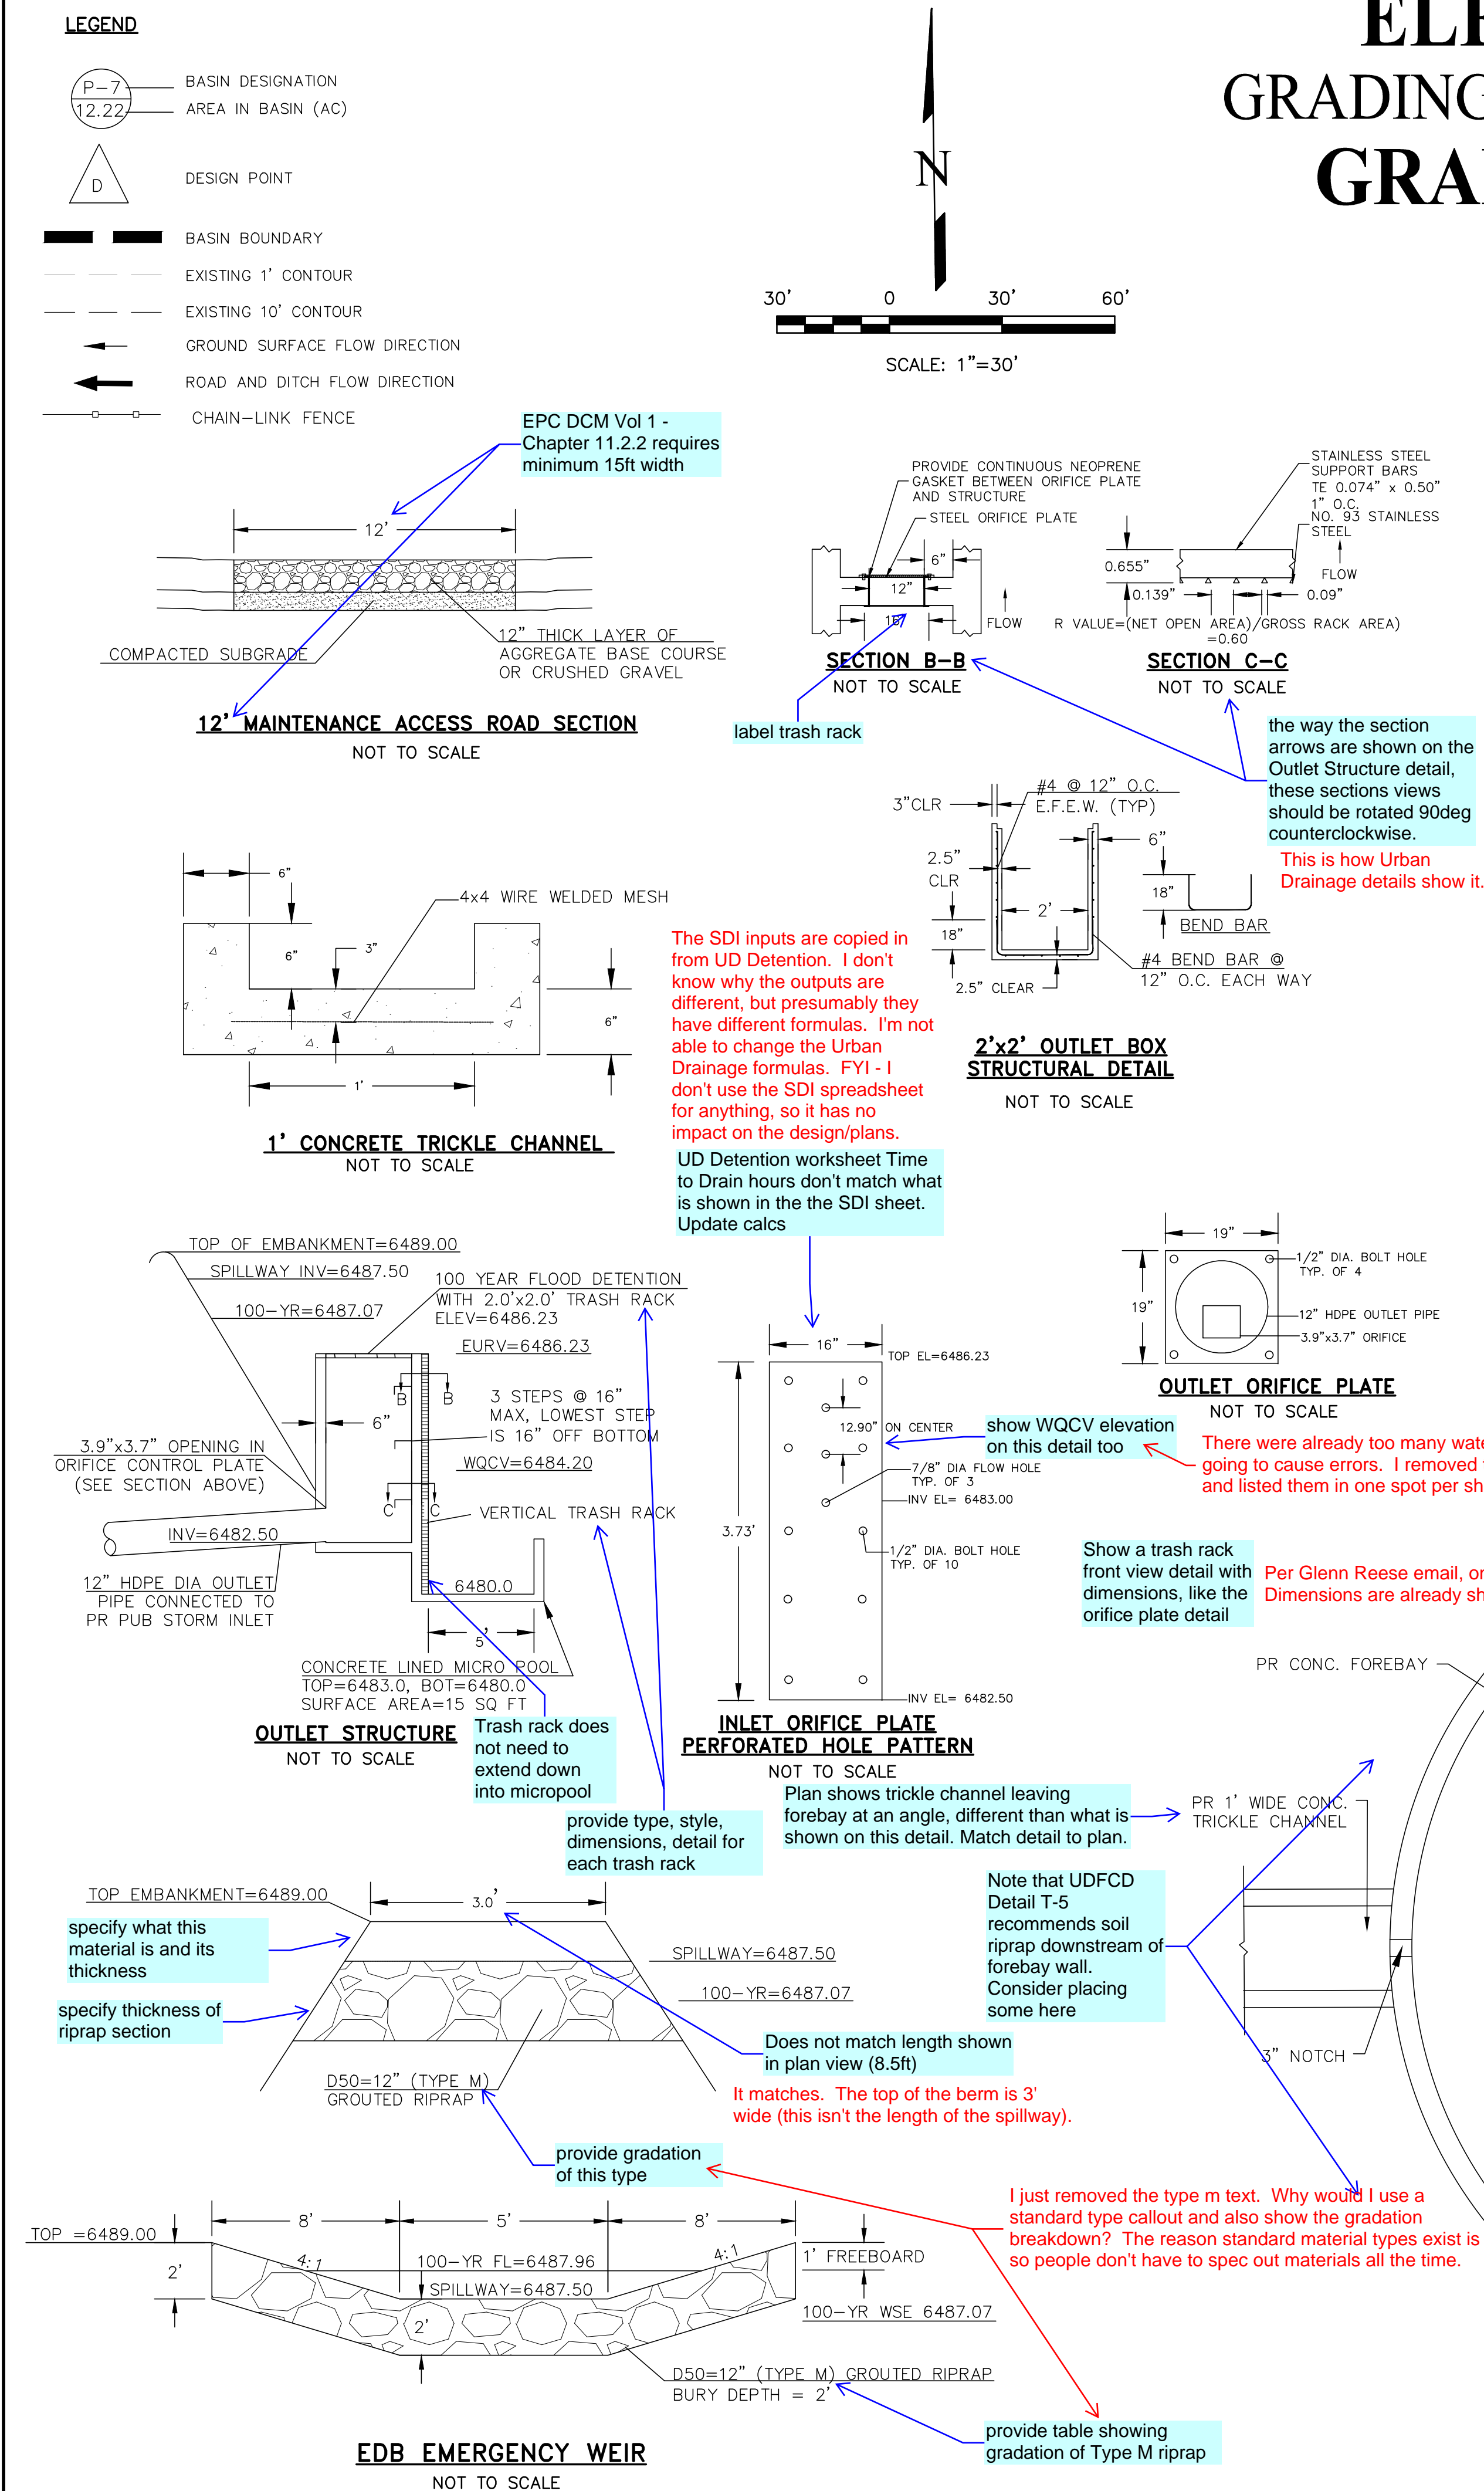 LEGEND
P-7
12.22
BASIN DESIGNATION
AREA IN BASIN (AC)
D
DESIGN POINT
BASIN BOUNDARY
EXISTING 1' CONTOUR
EXISTING 10' CONTOUR
GROUND SURFACE FLOW DIRECTION
ROAD AND DITCH FLOW DIRECTION
CHAIN-LINK FENCE
N
30' 0 30' 60'
SCALE: 1"=30'
GRADING
EPC DCM Vol 1 -
Chapter 11.2.2 requires
minimum 15ft width
12'
COMPACTED SUBGRADE
12" THICK LAYER OF
AGGREGATE BASE COURSE
OR CRUSHED GRAVEL
12' MAINTENANCE ACCESS ROAD SECTION
NOT TO SCALE
PROVIDE CONTINUOUS NEOPRENE
GASKET BETWEEN ORIFICE PLATE
AND STRUCTURE
STEEL ORIFICE PLATE
6"
12"
16"
FLOW
SECTION B-B
NOT TO SCALE
label trash rack
STAINLESS STEEL
SUPPORT BARS
TE 0.074" x 0.50"
1" O.C.
NO. 93 STAINLESS
STEEL
0.655"
FLOW
0.139"
0.09"
R VALUE=(NET OPEN AREA)/GROSS RACK AREA)
=0.60
SECTION C-C
NOT TO SCALE
the way the section
arrows are shown on the
Outlet Structure detail,
these sections views
should be rotated 90deg
counterclockwise.
This is how Urban
Drainage details show it.
6"
4x4 WIRE WELDED MESH
6"
3"
6"
1'
1' CONCRETE TRICKLE CHANNEL
NOT TO SCALE
3"CLR
#4 @ 12" O.C.
E.F.E.W. (TYP)
6"
2.5"
CLR
2'
18"
18"
BEND BAR
2.5" CLEAR
#4 BEND BAR @
12" O.C. EACH WAY
2'x2' OUTLET BOX
STRUCTURAL DETAIL
NOT TO SCALE
The SDI inputs are copied in
from UD Detention. I don't
know why the outputs are
different, but presumably they
have different formulas. I'm not
able to change the Urban
Drainage formulas. FYI - I
don't use the SDI spreadsheet
for anything, so it has no
impact on the design/plans.
UD Detention worksheet Time
to Drain hours don't match what
is shown in the the SDI sheet.
Update calcs
TOP OF EMBANKMENT=6489.00
SPILLWAY INV=6487.50
100-YR=6487.07
100 YEAR FLOOD DETENTION
WITH 2.0'x2.0' TRASH RACK
ELEV=6486.23
EURV=6486.23
B B
6"
3 STEPS @ 16"
MAX, LOWEST STEP
IS 16" OFF BOTTOM
3.9"x3.7" OPENING IN
ORIFICE CONTROL PLATE
(SEE SECTION ABOVE)
WQCV=6484.20
C C
VERTICAL TRASH RACK
INV=6482.50
12" HDPE DIA OUTLET
PIPE CONNECTED TO
PR PUB STORM INLET
6480.0
5'
CONCRETE LINED MICRO POOL
TOP=6483.0, BOT=6480.0
SURFACE AREA=15 SQ FT
OUTLET STRUCTURE
NOT TO SCALE
Trash rack does
not need to
extend down
into micropool
provide type, style,
dimensions, detail for
each trash rack
16"
TOP EL=6486.23
12.90" ON CENTER
7/8" DIA FLOW HOLE
TYP. OF 3
INV EL= 6483.00
3.73'
1/2" DIA. BOLT HOLE
TYP. OF 10
INV EL= 6482.50
INLET ORIFICE PLATE
PERFORATED HOLE PATTERN
NOT TO SCALE
show WQCV elevation
on this detail too
19"
19"
1/2" DIA. BOLT HOLE
TYP. OF 4
12" HDPE OUTLET PIPE
3.9"x3.7" ORIFICE
OUTLET ORIFICE PLATE
NOT TO SCALE
There were already too many
going to cause errors. I removed
and listed them in one spot per
Show a trash rack
front view detail with
dimensions, like the
orifice plate detail
Per Glenn Reese email,
Dimensions are already
Plan shows trickle channel leaving
forebay at an angle, different than what is
shown on this detail. Match detail to plan.
PR CONC. FOREBAY
PR 1' WIDE CONC.
TRICKLE CHANNEL
Note that UDFCD
Detail T-5
recommends soil
riprap downstream of
forebay wall.
Consider placing
some here
3" NOTCH
TOP EMBANKMENT=6489.00
3.0'
specify what this
material is and its
thickness
SPILLWAY=6487.50
100-YR=6487.07
specify thickness of
riprap section
D50=12" (TYPE M)
GROUTED RIPRAP
Does not match length shown
in plan view (8.5ft)
It matches. The top of the berm is 3'
wide (this isn't the length of the spillway).
provide gradation
of this type
I just removed the type m text. Why would I use a
standard type callout and also show the gradation
breakdown? The reason standard material types exist is
so people don't have to spec out materials all the time.
8' 5' 8'
TOP =6489.00
2'
4:1
100-YR FL=6487.96
4:1
1' FREEBOARD
SPILLWAY=6487.50
2'
100-YR WSE 6487.07
D50=12" (TYPE M) GROUTED RIPRAP
BURY DEPTH = 2'
provide table showing
gradation of Type M riprap
EDB EMERGENCY WEIR
NOT TO SCALE